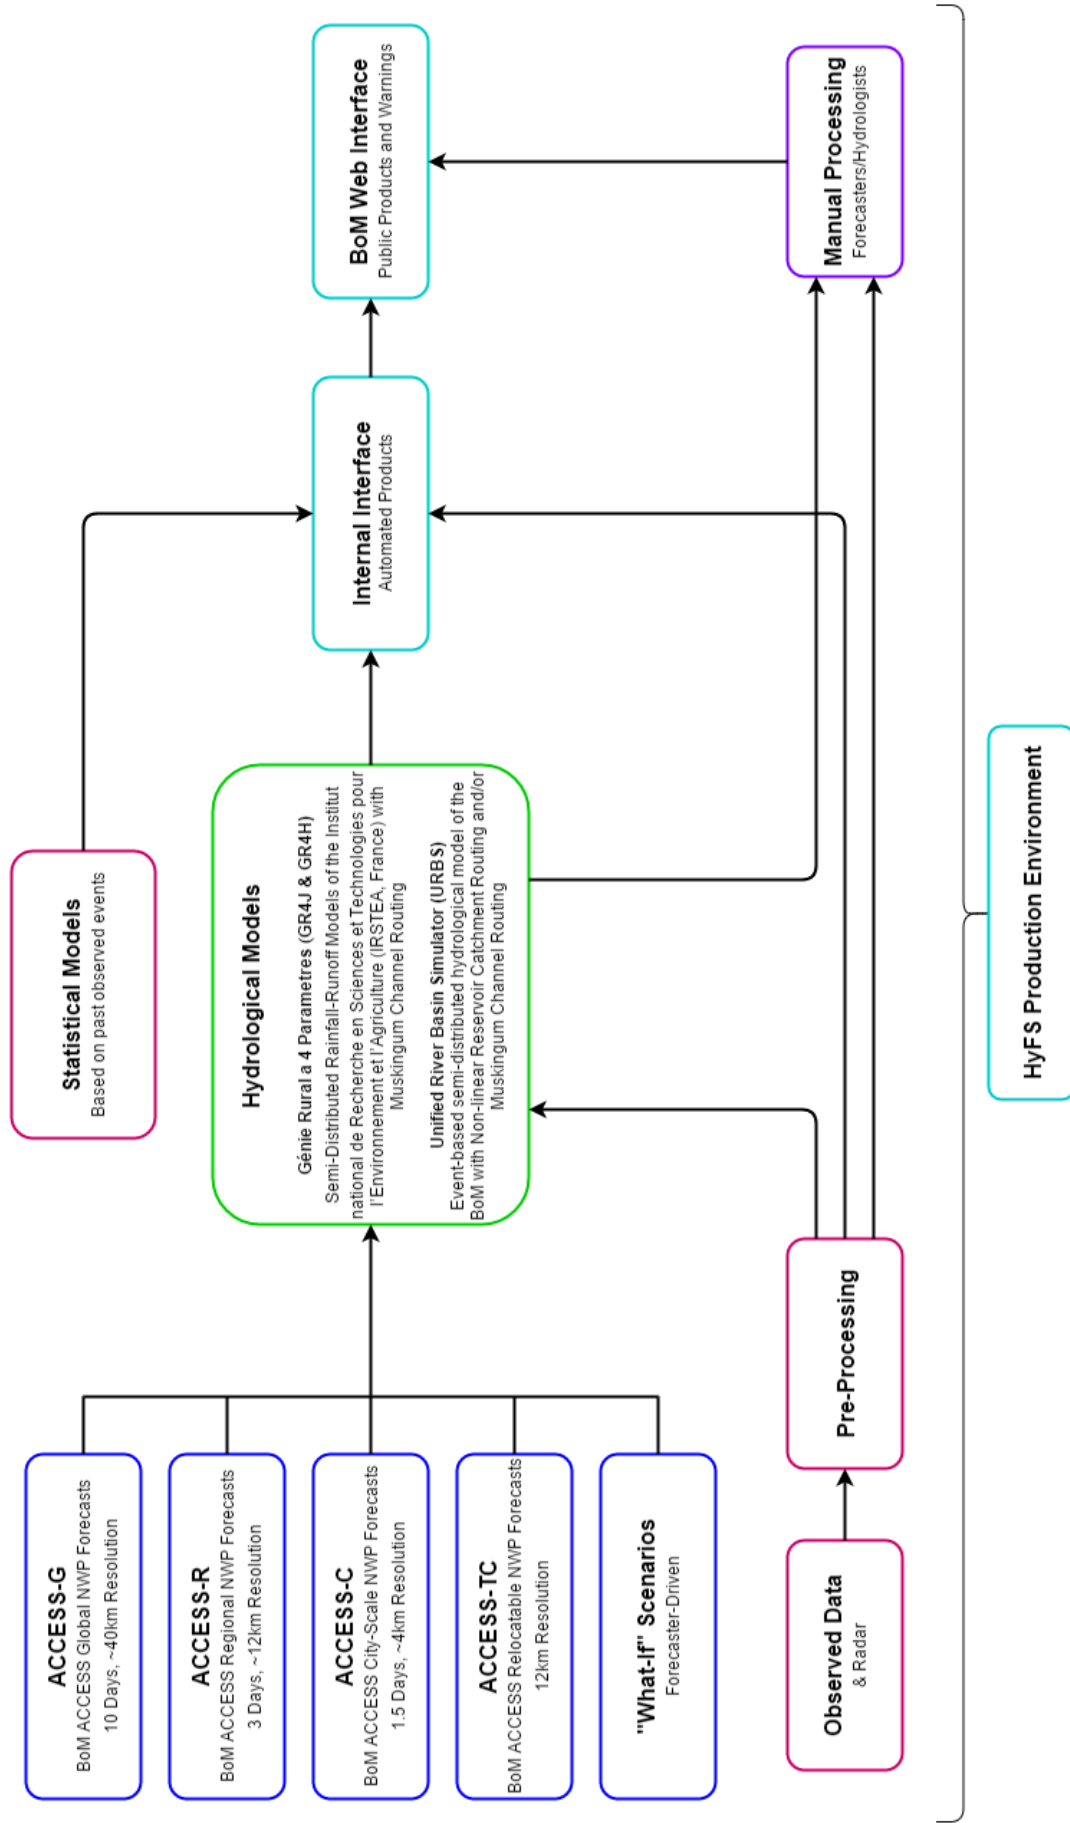 Statistical Models
Based on past observed events
ACCESS-G
BoM ACCESS Global NWP Forecasts
10 Days, ~40km Resolution
ACCESS-R
BoM ACCESS Regional NWP Forecasts
3 Days, ~12km Resolution
ACCESS-C
BoM ACCESS City-Scale NWP Forecasts
1.5 Days, ~4km Resolution
ACCESS-TC
BoM ACCESS Relocatable NWP Forecasts
12km Resolution
"What-If" Scenarios
Forecaster-Driven
Hydrological Models
Génie Rural a 4 Parametres (GR4J & GR4H)
Semi-Distributed Rainfall-Runoff Models of the Institut
national de Recherche en Sciences et Technologies pour
l'Environnement et l'Agriculture (IRSTEA, France) with
Muskingum Channel Routing
Unified River Basin Simulator (URBS)
Event-based semi-distributed hydrological model of the
BoM with Non-linear Reservoir Catchment Routing and/or
Muskingum Channel Routing
Internal Interface
Automated Products
BoM Web Interface
Public Products and Warnings
Observed Data
& Radar
Pre-Processing
Manual Processing
Forecasters/Hydrologists
HyFS Production Environment